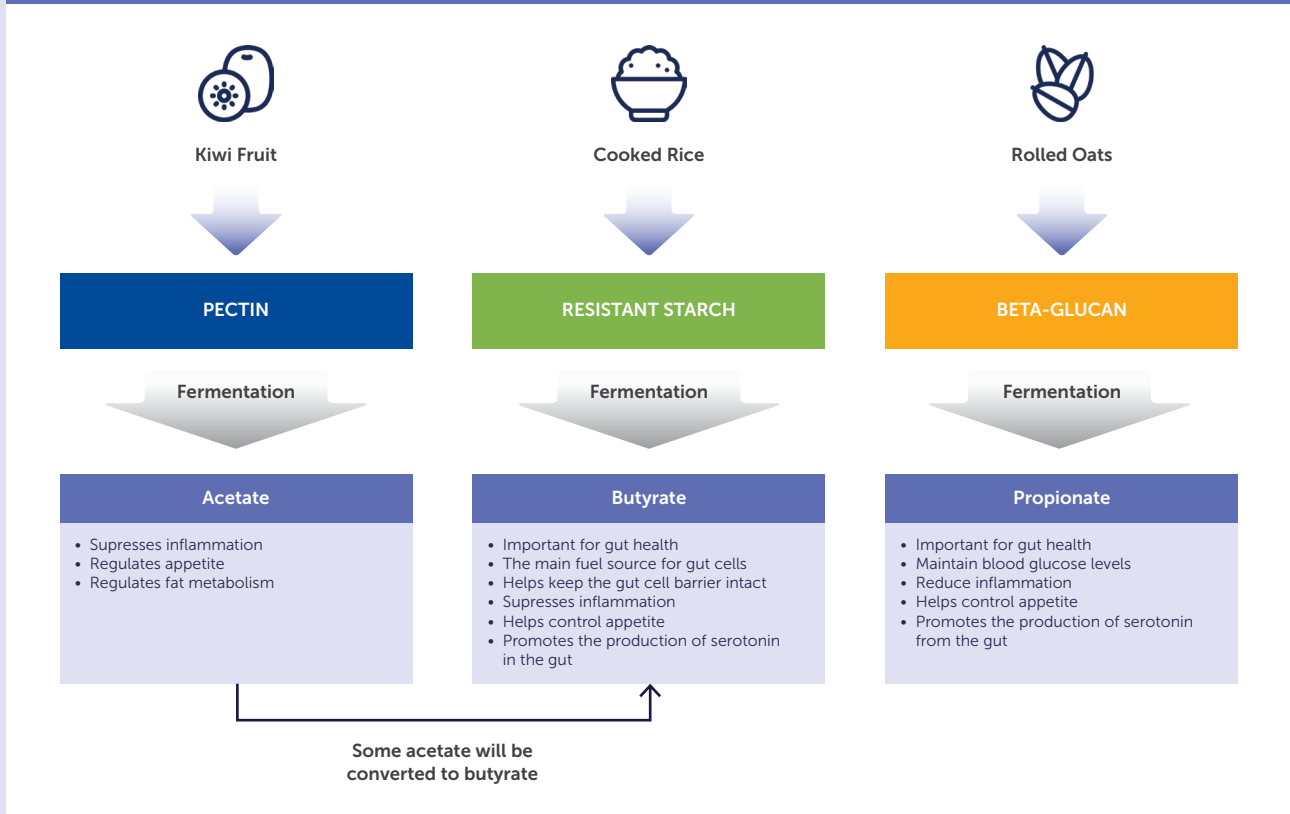 Kiwi Fruit
Cooked Rice
Rolled Oats
PECTIN
RESISTANT STARCH
BETA-GLUCAN
Fermentation
Fermentation
Fermentation
Acetate
• Supresses inflammation
• Regulates appetite
• Regulates fat metabolism
Butyrate
• Important for gut health
• The main fuel source for gut cells
• Helps keep the gut cell barrier intact
• Supresses inflammation
• Helps control appetite
• Promotes the production of serotonin
in the gut
Propionate
• Important for gut health
• Maintain blood glucose levels
• Reduce inflammation
• Helps control appetite
• Promotes the production of serotonin
from the gut
Some acetate will be
converted to butyrate